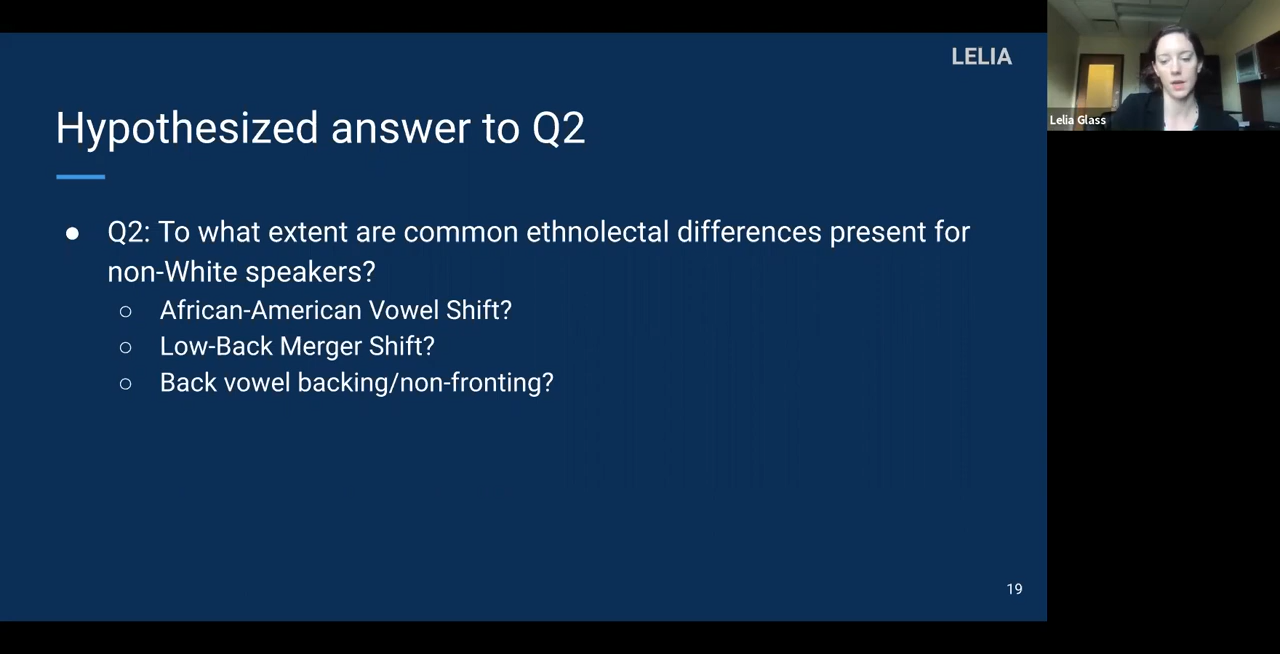 LELIA
Lelia Glass
Hypothesized answer to Q2
● Q2: To what extent are common ethnolectal differences present for
non-White speakers?
○ African-American Vowel Shift?
○ Low-Back Merger Shift?
○ Back vowel backing/non-fronting?
19